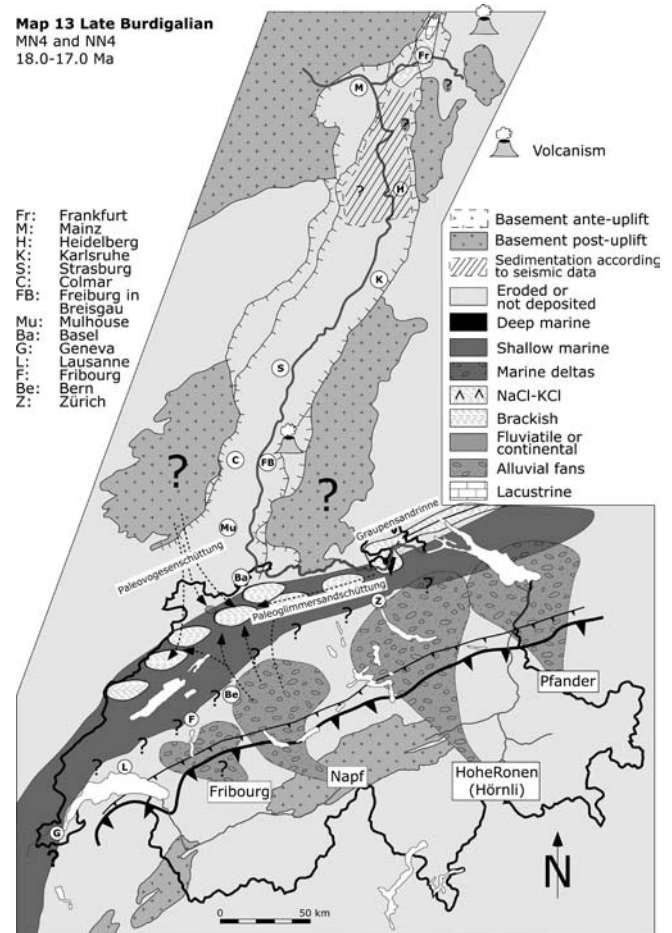 Map 13 Late Burdigalian
MN4 and NN4
18.0-17.0 Ma
Fr: Frankfurt
M: Mainz
H: Heidelberg
K: Karlsruhe
S: Strasburg
C: Colmar
FB: Freiburg in
Breisgau
Mu: Mulhouse
Ba: Basel
G: Geneva
L: Lausanne
F: Fribourg
Be: Bern
Z: Zürich
Volcanism
Basement ante-uplift
Basement post-uplift
Sedimentation according
to seismic data
Eroded or
not deposited
Deep marine
Shallow marine
Marine deltas
NaCl-KCl
Brackish
Fluviatile or
continental
Alluvial fans
Lacustrine
Fr
M
?
?
?
H
K
S
?
C
FB
?
Mu
Graupensandrinne
Paleovogesenschüttung
Ba
Paleoglimmersandschüttung
?
Z
?
?
?
Be
?
Pfander
?
F
?
?
L
?
Fribourg
Napf
HoheRonen
(Hörnli)
G
?
N
0 50 km